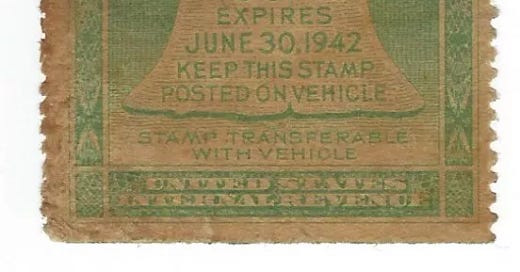 EXPIRES
JUNE 30, 1942
KEEP THIS STAMP
POSTED ON VEHICLE
STAMP TRANSFERABLE
WITH VEHICLE
UNITED STATES
INTERNAL REVENUE